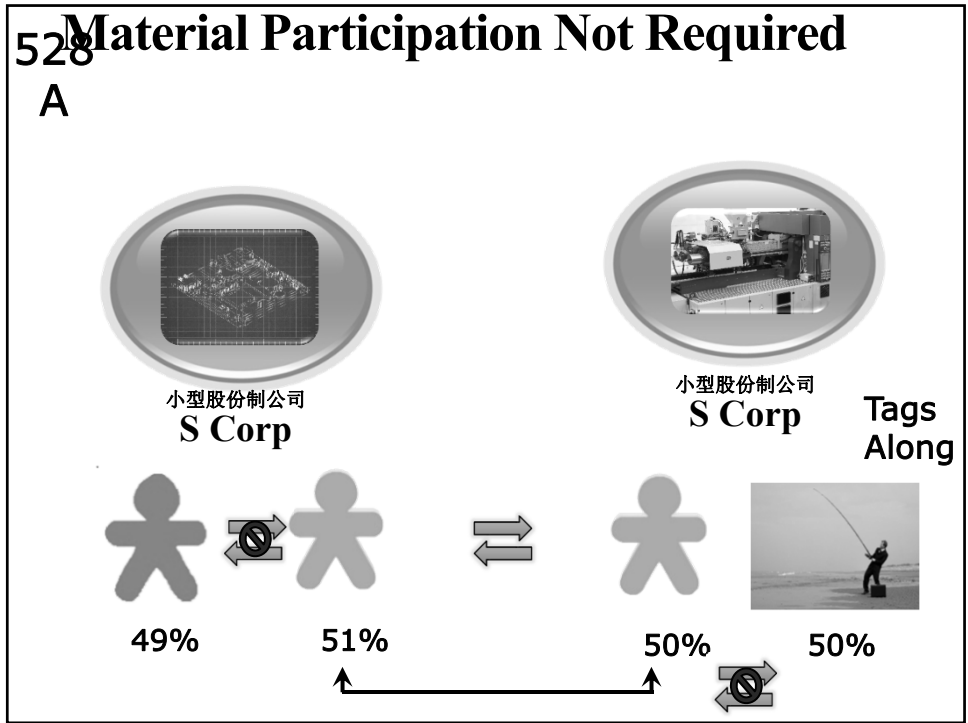 Material Participation Not Required
528
A
小型股份制公司
S Corp
小型股份制公司
S Corp
Tags
Along
49%
51%
50%
50%